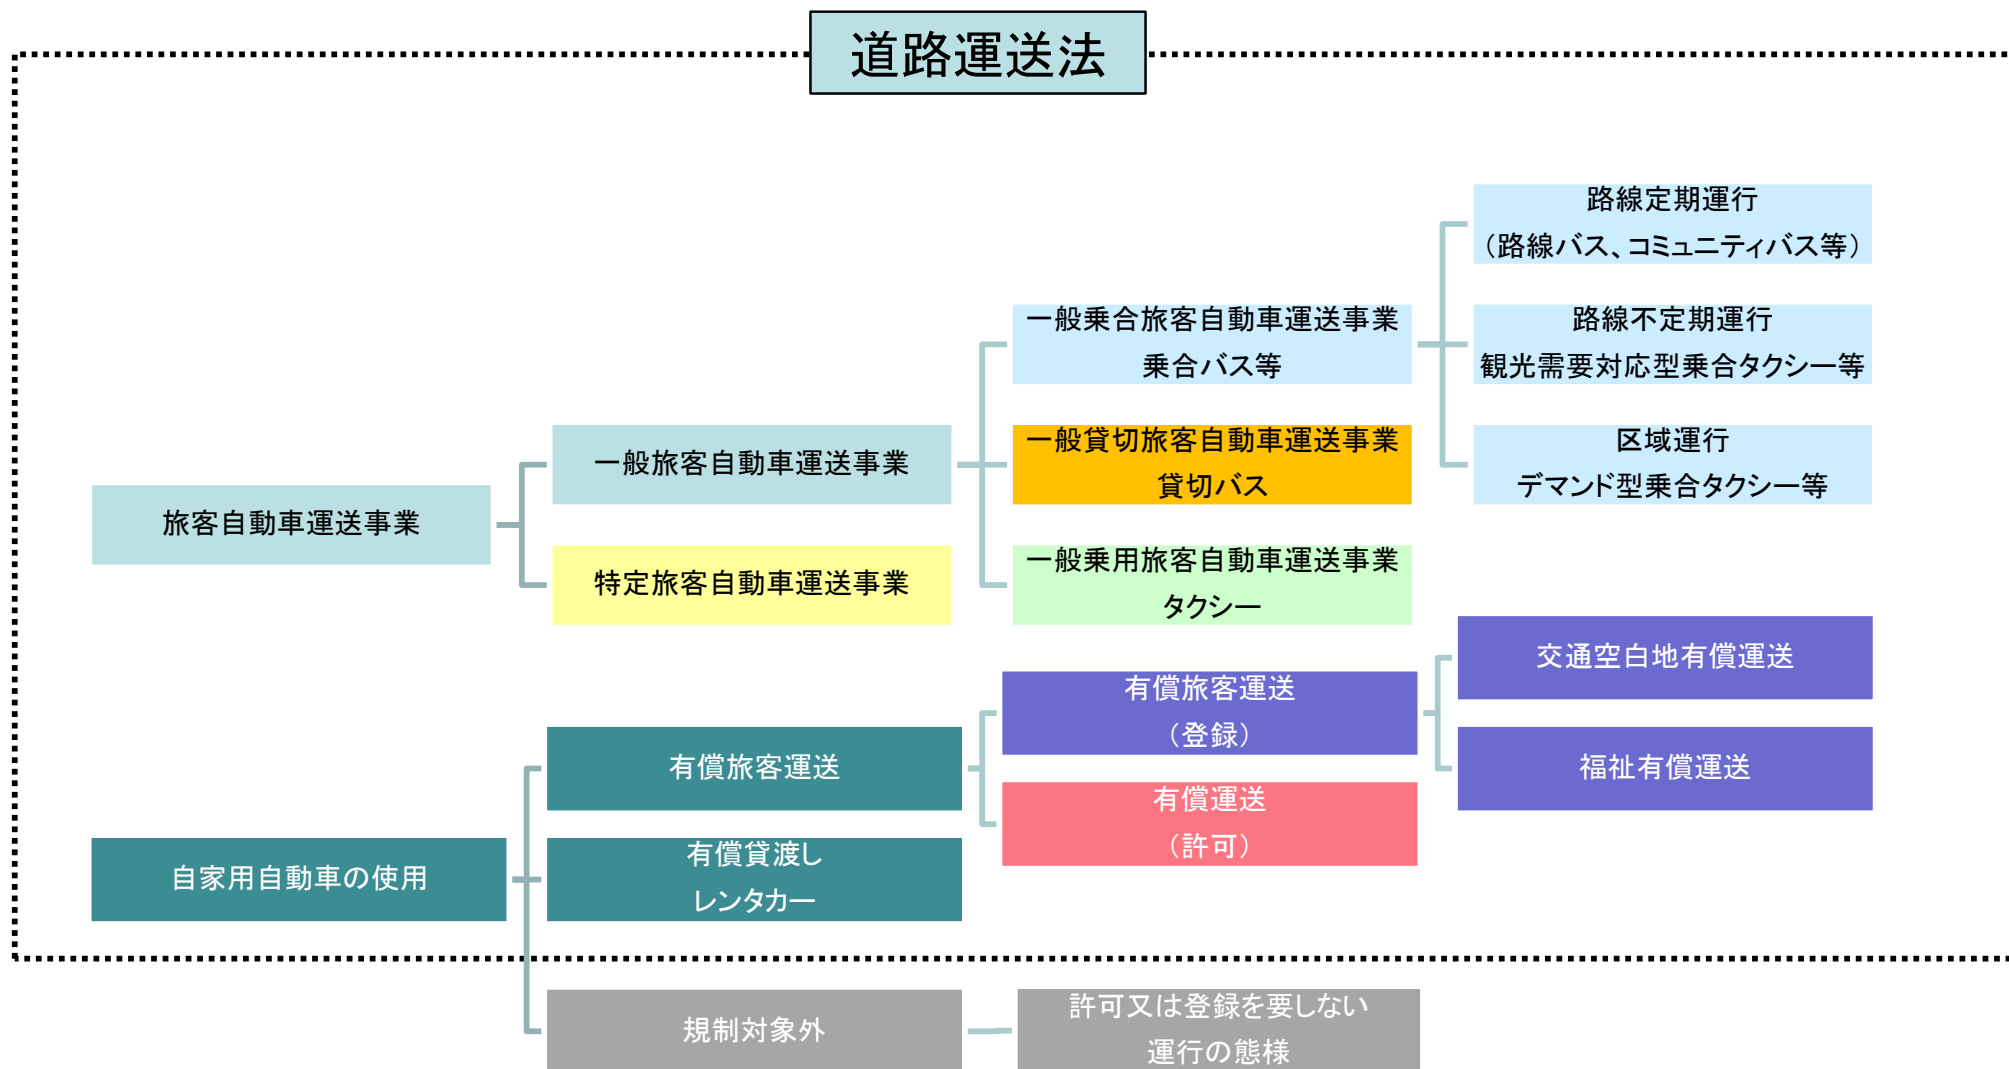 道路運送法
旅客自動車運送事業
一般旅客自動車運送事業
特定旅客自動車運送事業
一般乗合旅客自動車運送事業
乗合バス等
一般貸切旅客自動車運送事業
貸切バス
一般乗用旅客自動車運送事業
タクシー
路線定期運行
（路線バス、コミュニティバス等）
路線不定期運行
観光需要対応型乗合タクシー等
区域運行
デマンド型乗合タクシー等
自家用自動車の使用
有償旅客運送
有償貸渡し
レンタカー
規制対象外
有償旅客運送
（登録）
有償運送
（許可）
交通空白地有償運送
福祉有償運送
許可又は登録を要しない
運行の態様